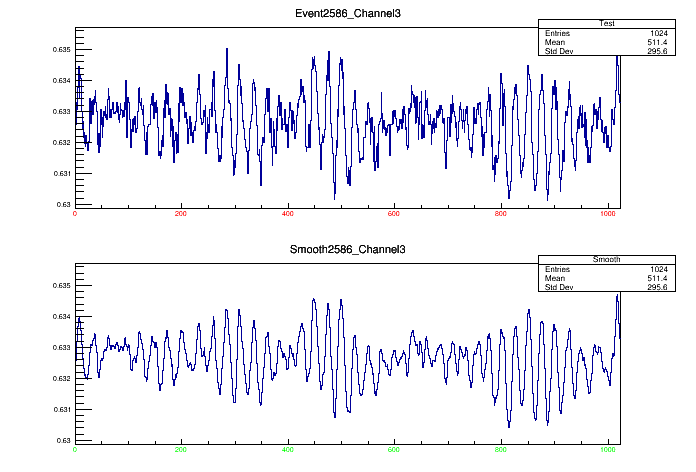 Event2586_Channel3
Test
Entries 1024
Mean 511.4
Std Dev 295.6
0.635
0.634
0.633
0.632
0.631
0.63
0 200 400 600 800 1000
Smooth2586_Channel3
Smooth
Entries 1024
Mean 511.4
Std Dev 295.6
0.635
0.634
0.633
0.632
0.631
0.63
0 200 400 600 800 1000